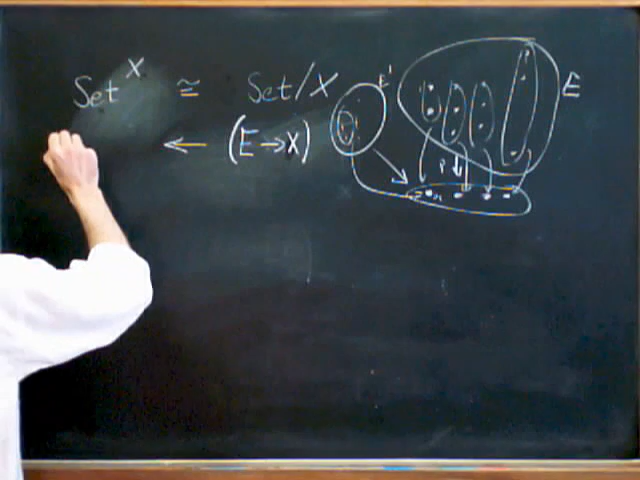 Set^X ≅ Set/X
← (E→X)
E'
E
p
x